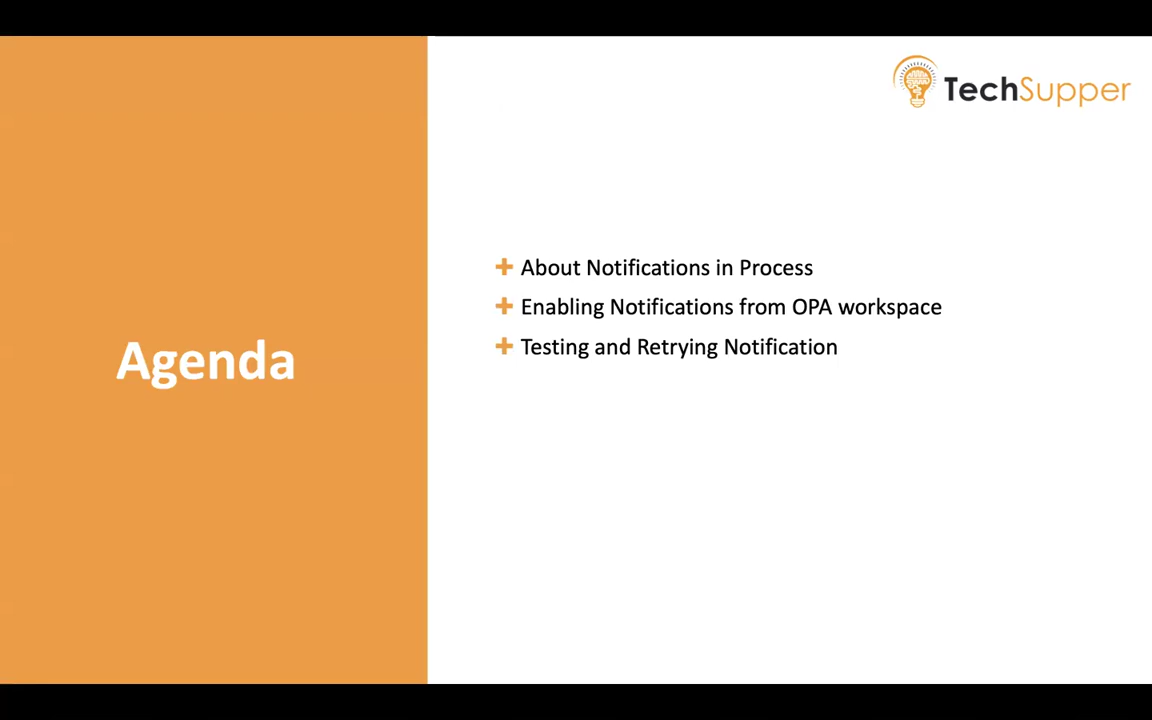 TechSupper
About Notifications in Process
Enabling Notifications from OPA workspace
Testing and Retrying Notification
Agenda